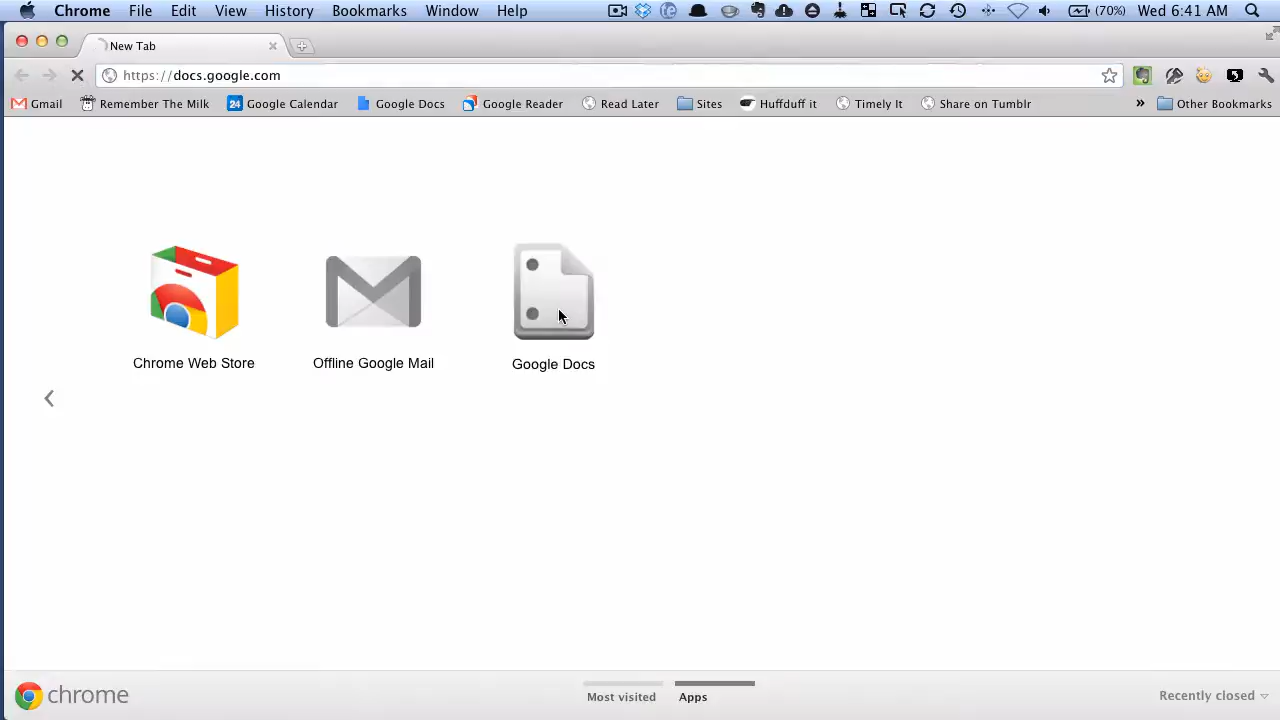 Chrome File Edit View History Bookmarks Window Help (70%) Wed 6:41 AM
New Tab
https://docs.google.com
Gmail Remember The Milk 24 Google Calendar Google Docs Google Reader Read Later Sites Huffduff it Timely It Share on Tumblr » Other Bookmarks
Chrome Web Store Offline Google Mail Google Docs
chrome Most visited Apps Recently closed